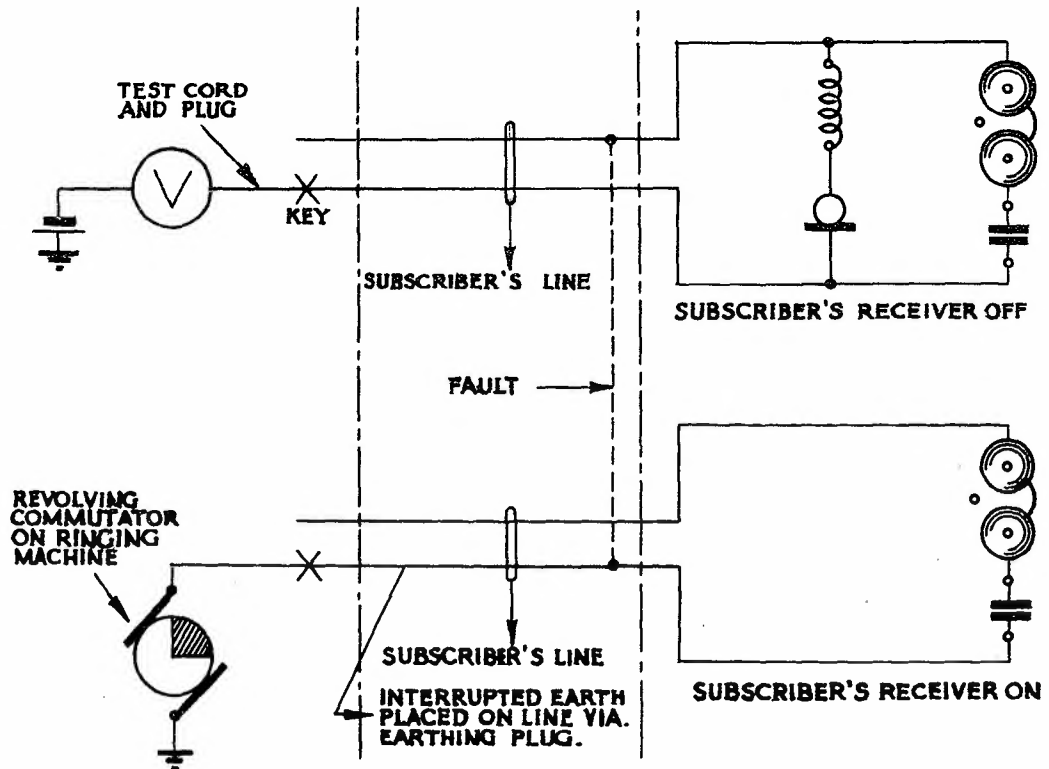 TEST CORD
AND PLUG
V
KEY
SUBSCRIBER'S LINE
SUBSCRIBER'S RECEIVER OFF
FAULT
REVOLVING
COMMUTATOR
ON RINGING
MACHINE
SUBSCRIBER'S LINE
INTERRUPTED EARTH
PLACED ON LINE VIA.
EARTHING PLUG.
SUBSCRIBER'S RECEIVER ON